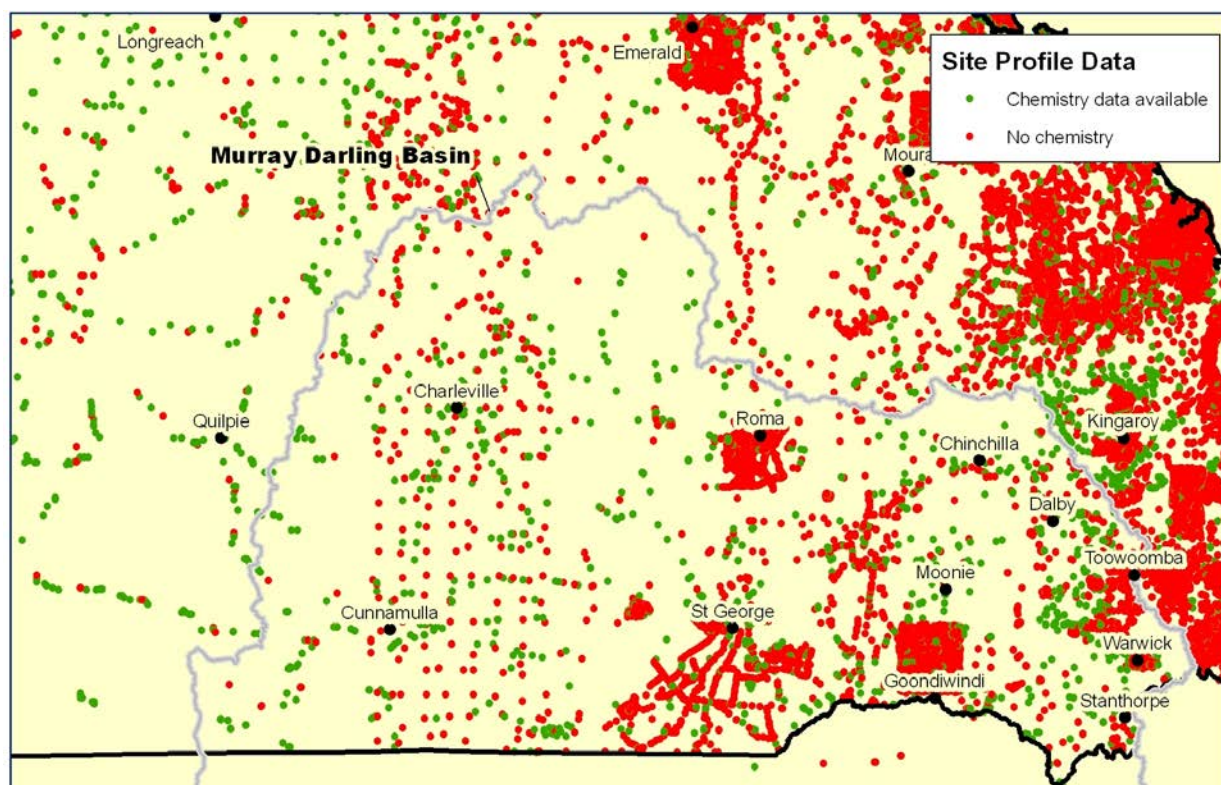 Longreach
Emerald
Site Profile Data
Chemistry data available
No chemistry
Murray Darling Basin
Moura
Charleville
Quilpie
Roma
Kingaroy
Chinchilla
Dalby
Toowoomba
Moonie
Cunnamulla
St George
Warwick
Goondiwindi
Stanthorpe